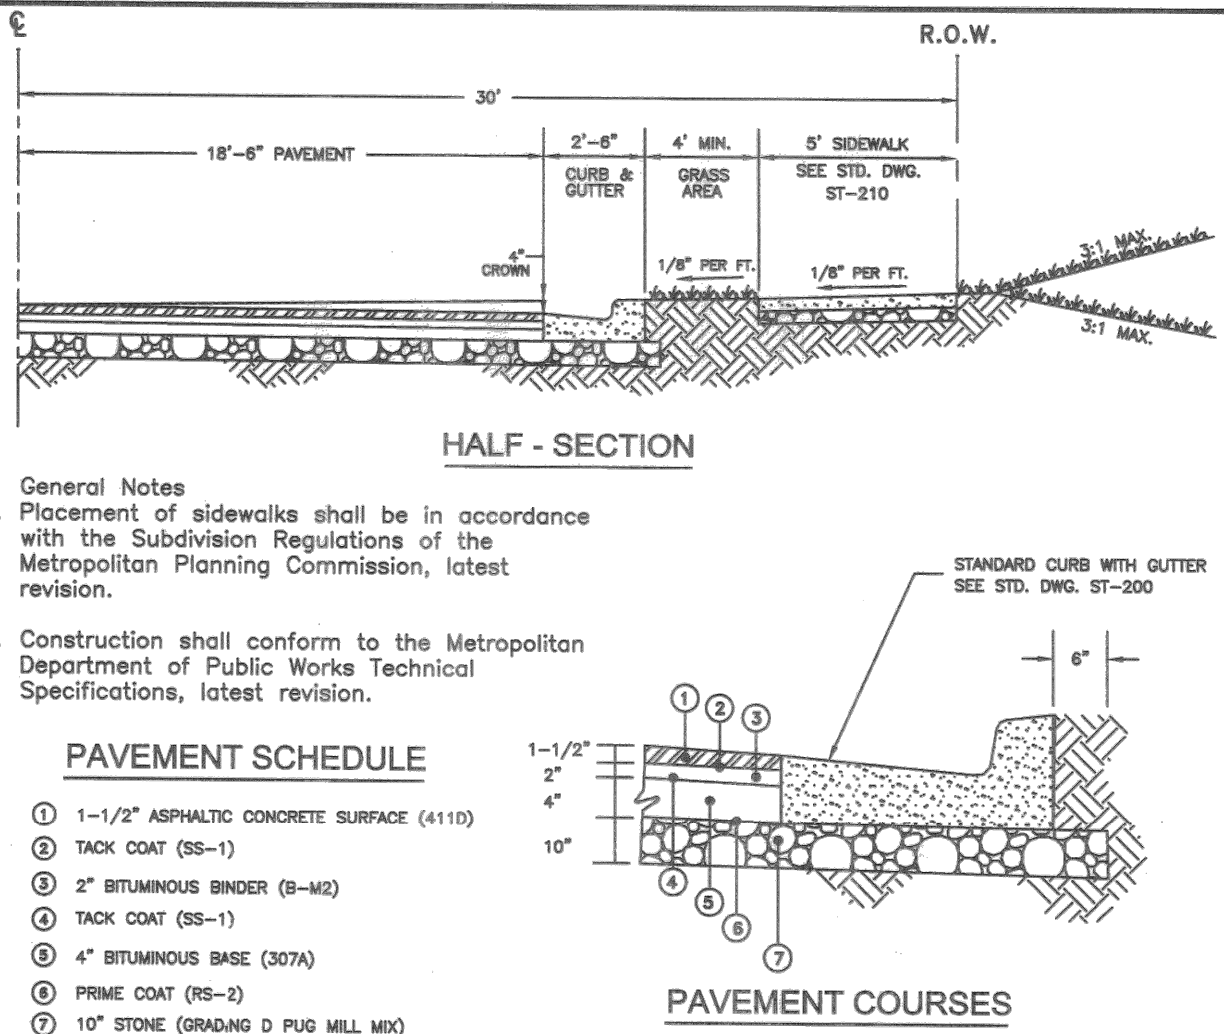 ℄
R.O.W.
30'
18'-6" PAVEMENT
2'-6"
CURB &
GUTTER
4' MIN.
GRASS
AREA
5' SIDEWALK
SEE STD. DWG.
ST-210
4"
CROWN
1/8" PER FT.
1/8" PER FT.
3:1 MAX.
3:1 MAX.
HALF - SECTION
General Notes
Placement of sidewalks shall be in accordance
with the Subdivision Regulations of the
Metropolitan Planning Commission, latest
revision.
Construction shall conform to the Metropolitan
Department of Public Works Technical
Specifications, latest revision.
PAVEMENT SCHEDULE
1 1-1/2" ASPHALTIC CONCRETE SURFACE (411D)
2 TACK COAT (SS-1)
3 2" BITUMINOUS BINDER (B-M2)
4 TACK COAT (SS-1)
5 4" BITUMINOUS BASE (307A)
6 PRIME COAT (RS-2)
7 10" STONE (GRADING D PUG MILL MIX)
STANDARD CURB WITH GUTTER
SEE STD. DWG. ST-200
6"
1
2
3
1-1/2"
2"
4"
10"
4
5
6
7
PAVEMENT COURSES